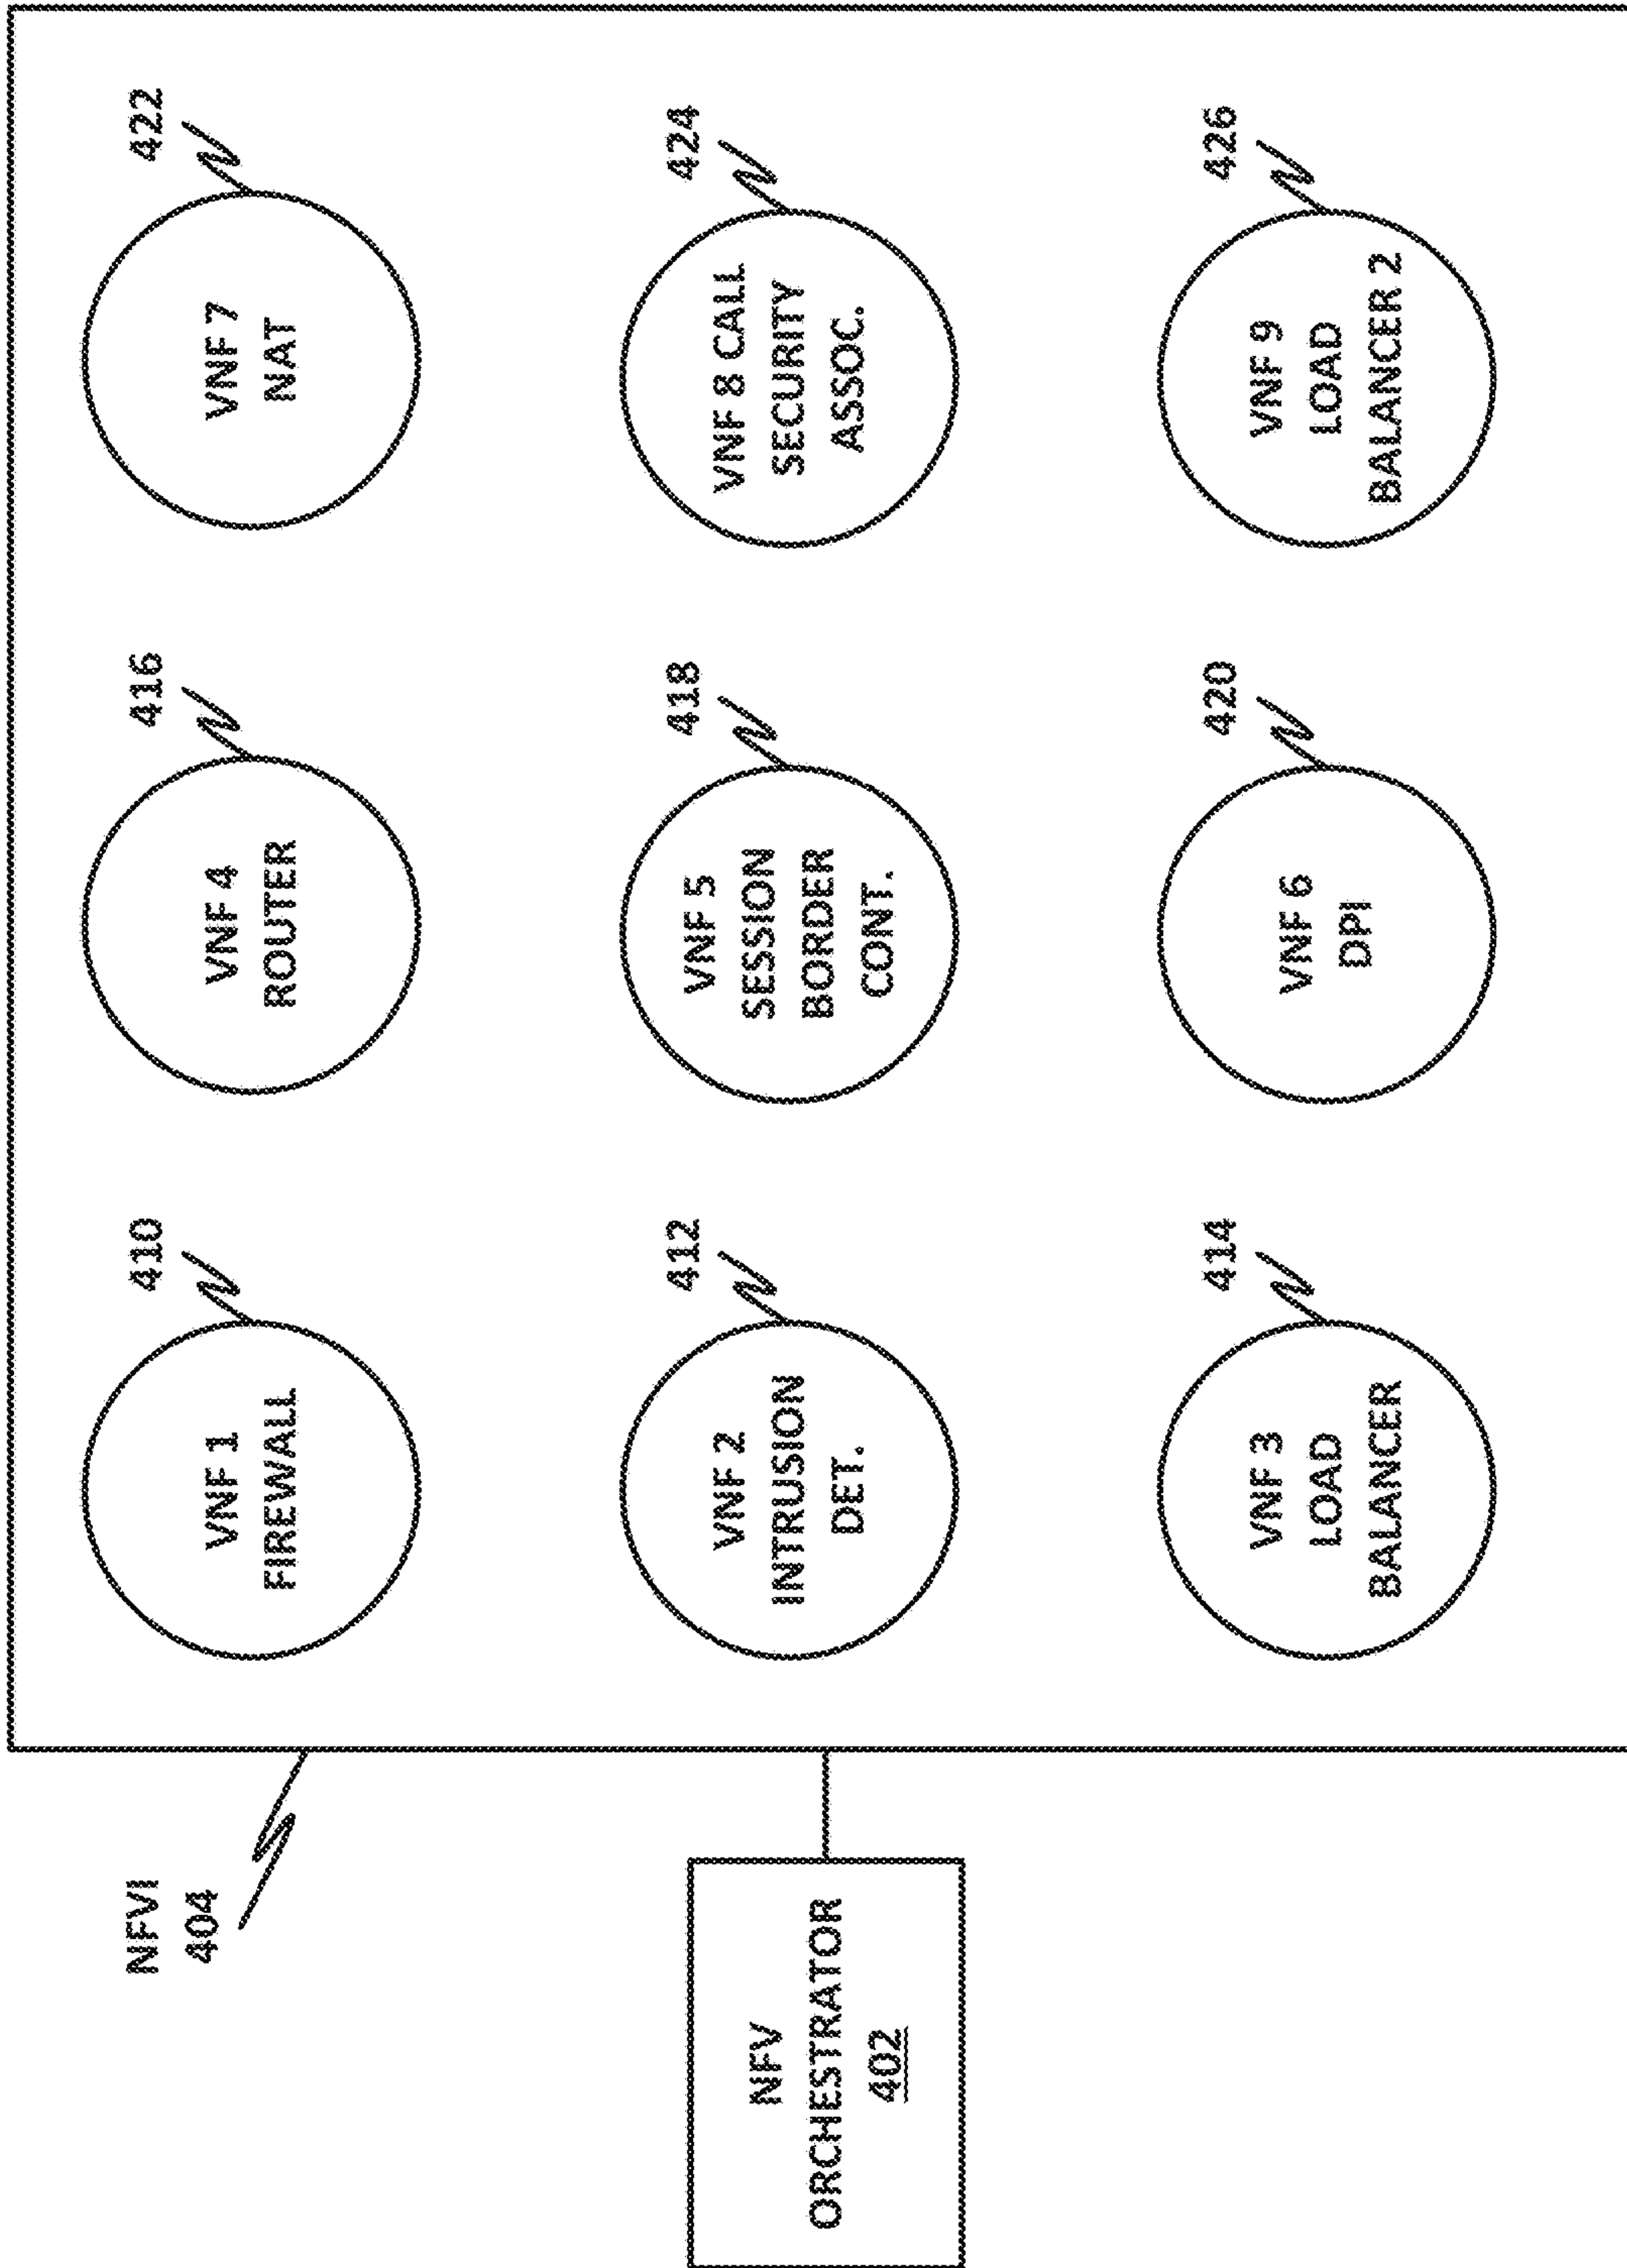 NFVI
404
NFV
ORCHESTRATOR
402
410
VNF 1
FIREWALL
412
VNF 2
INTRUSION
DET.
414
VNF 3
LOAD
BALANCER
416
VNF 4
ROUTER
418
VNF 5
SESSION
BORDER
CONT.
420
VNF 6
DPI
422
VNF 7
NAT
424
VNF 8 CALL
SECURITY
ASSOC.
426
VNF 9
LOAD
BALANCER 2